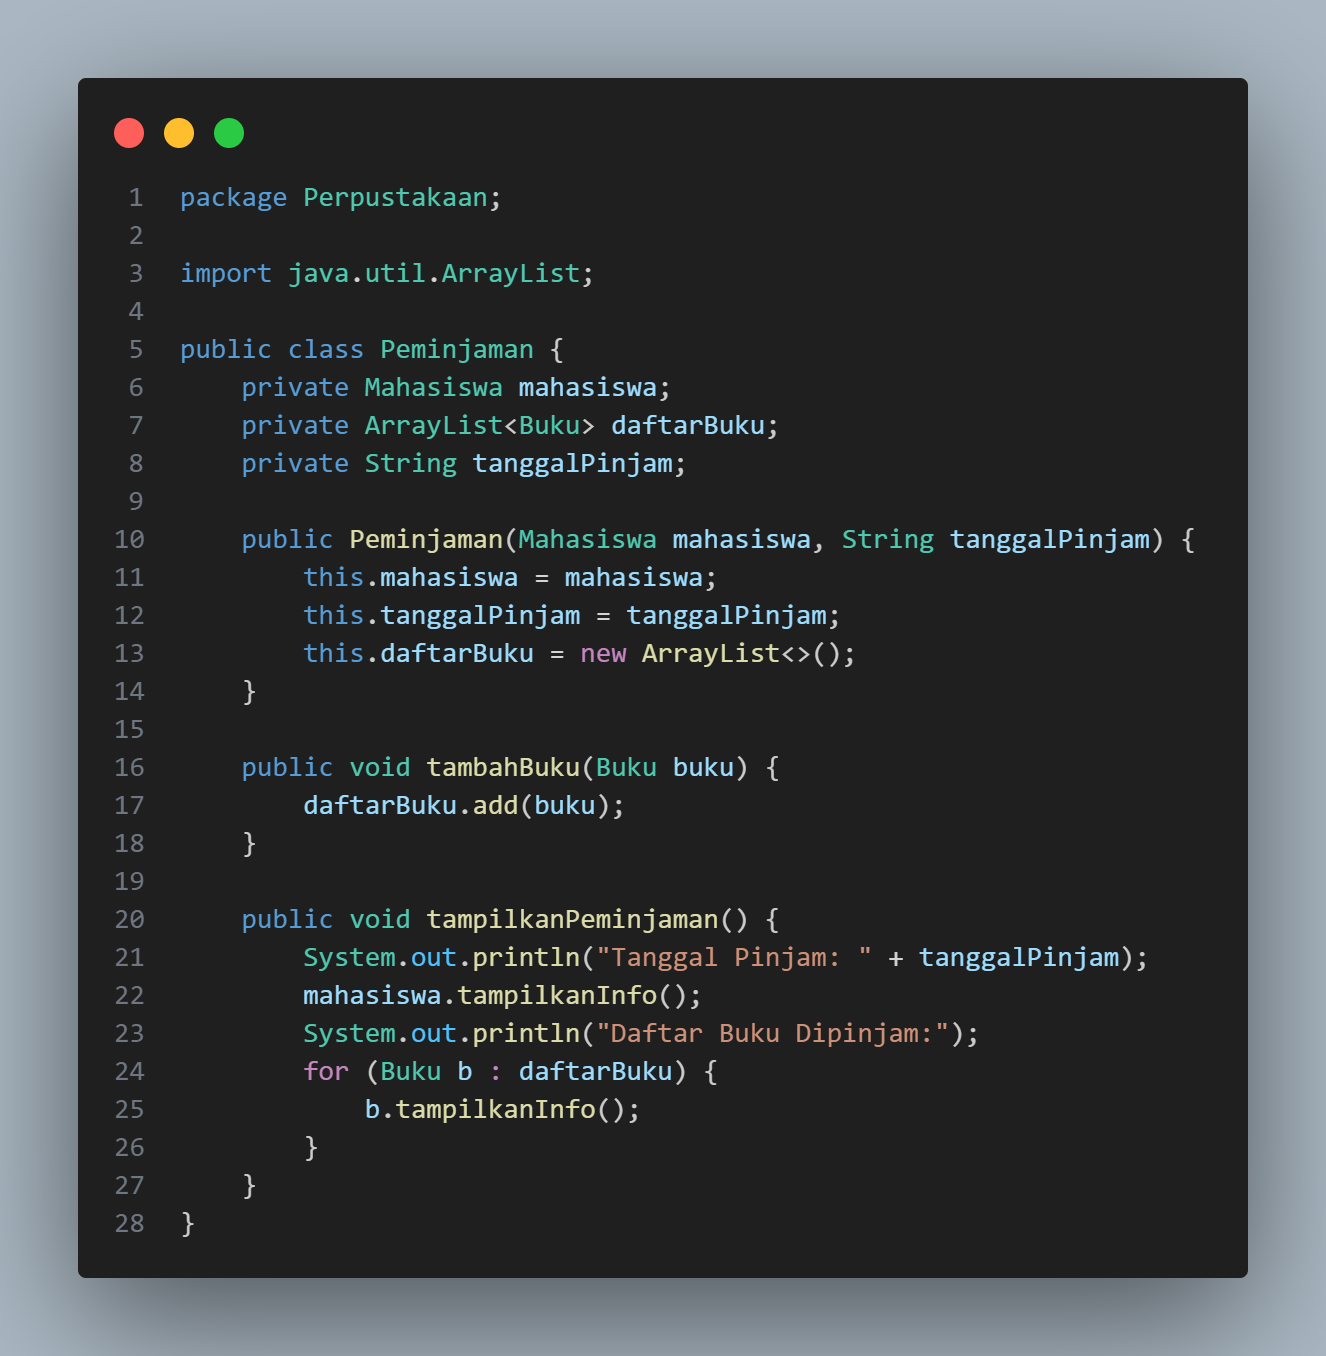 1 package Perpustakaan;
2
3 import java.util.ArrayList;
4
5 public class Peminjaman {
6     private Mahasiswa mahasiswa;
7     private ArrayList<Buku> daftarBuku;
8     private String tanggalPinjam;
9
10     public Peminjaman(Mahasiswa mahasiswa, String tanggalPinjam) {
11         this.mahasiswa = mahasiswa;
12         this.tanggalPinjam = tanggalPinjam;
13         this.daftarBuku = new ArrayList<>();
14     }
15
16     public void tambahBuku(Buku buku) {
17         daftarBuku.add(buku);
18     }
19
20     public void tampilkanPeminjaman() {
21         System.out.println("Tanggal Pinjam: " + tanggalPinjam);
22         mahasiswa.tampilkanInfo();
23         System.out.println("Daftar Buku Dipinjam:");
24         for (Buku b : daftarBuku) {
25             b.tampilkanInfo();
26         }
27     }
28 }